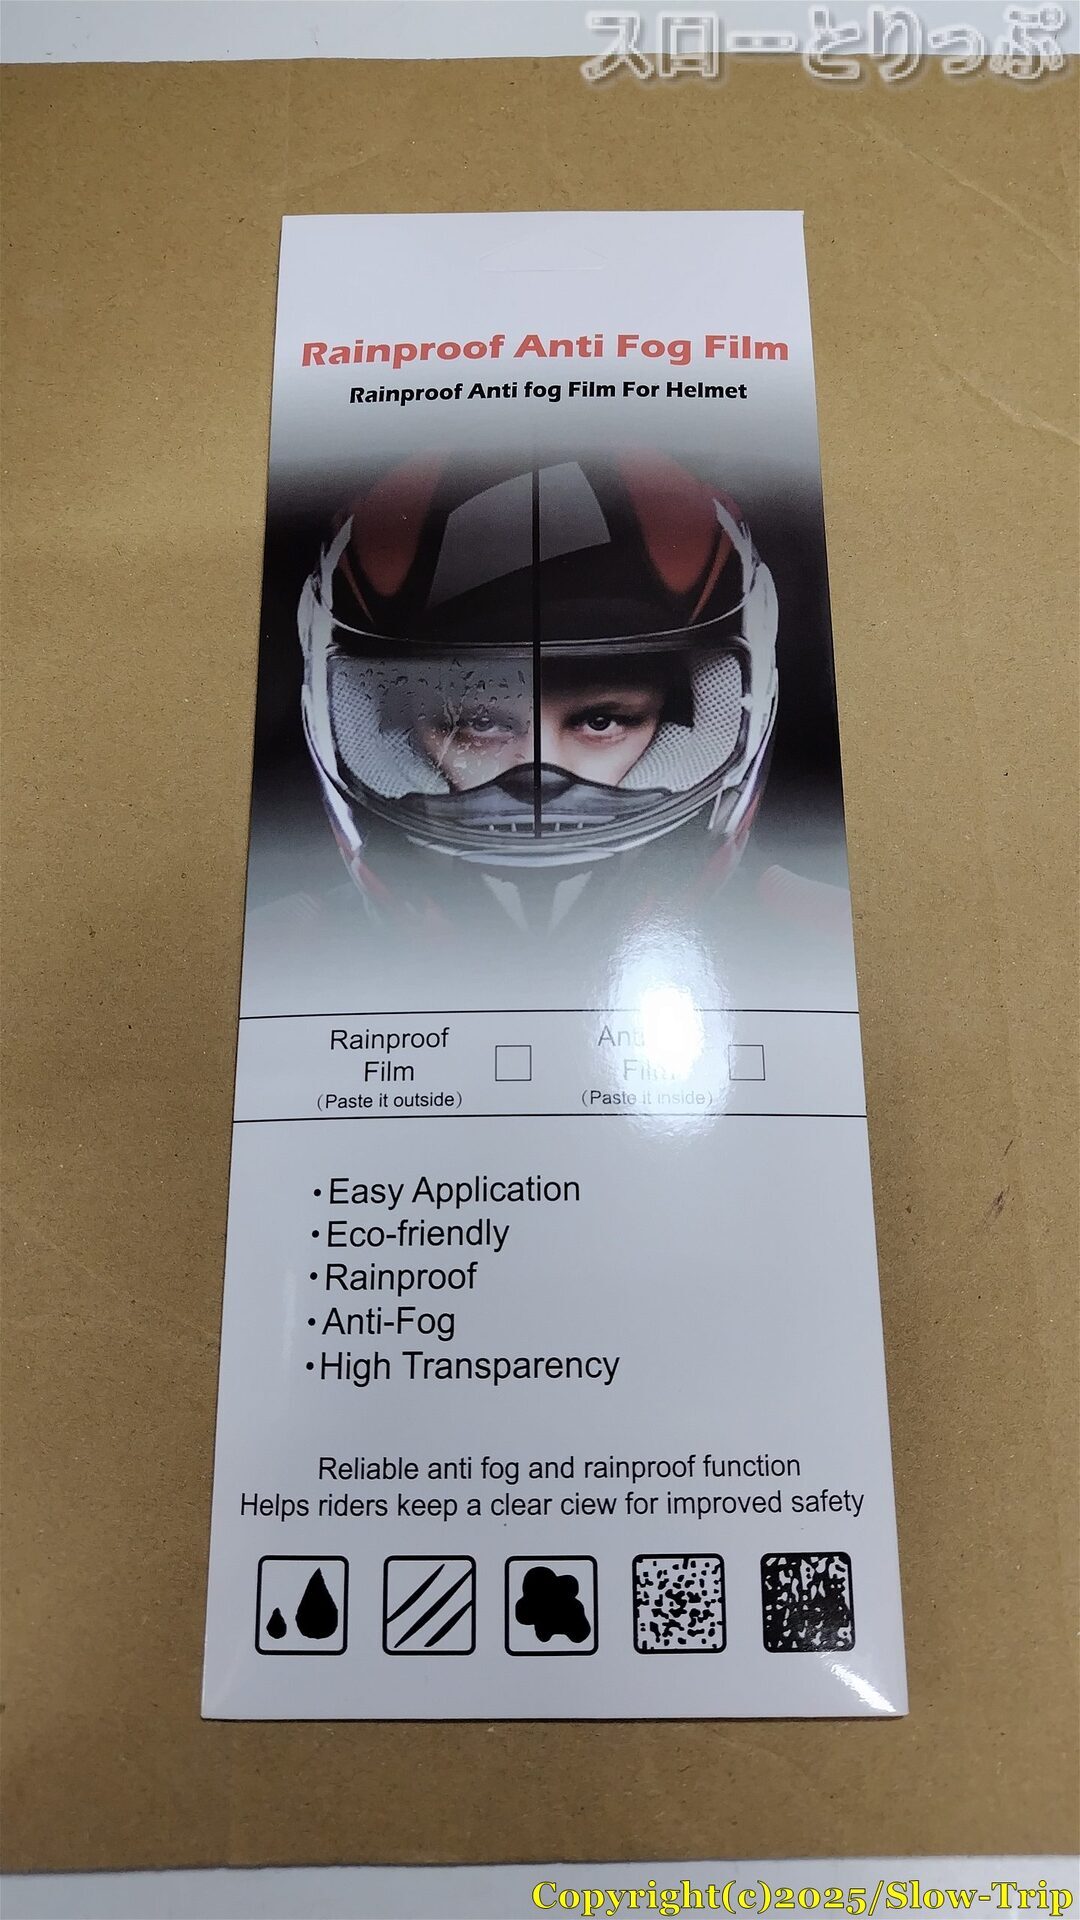 スローとりっぷ
Rainproof Anti Fog Film
Rainproof Anti fog Film For Helmet
Rainproof
Film
(Paste it outside)
Film
(Paste it inside)
・Easy Application
・Eco-friendly
・Rainproof
・Anti-Fog
・High Transparency
Reliable anti fog and rainproof function
Helps riders keep a clear ciew for improved safety
Copyright(c)2025/Slow-Trip